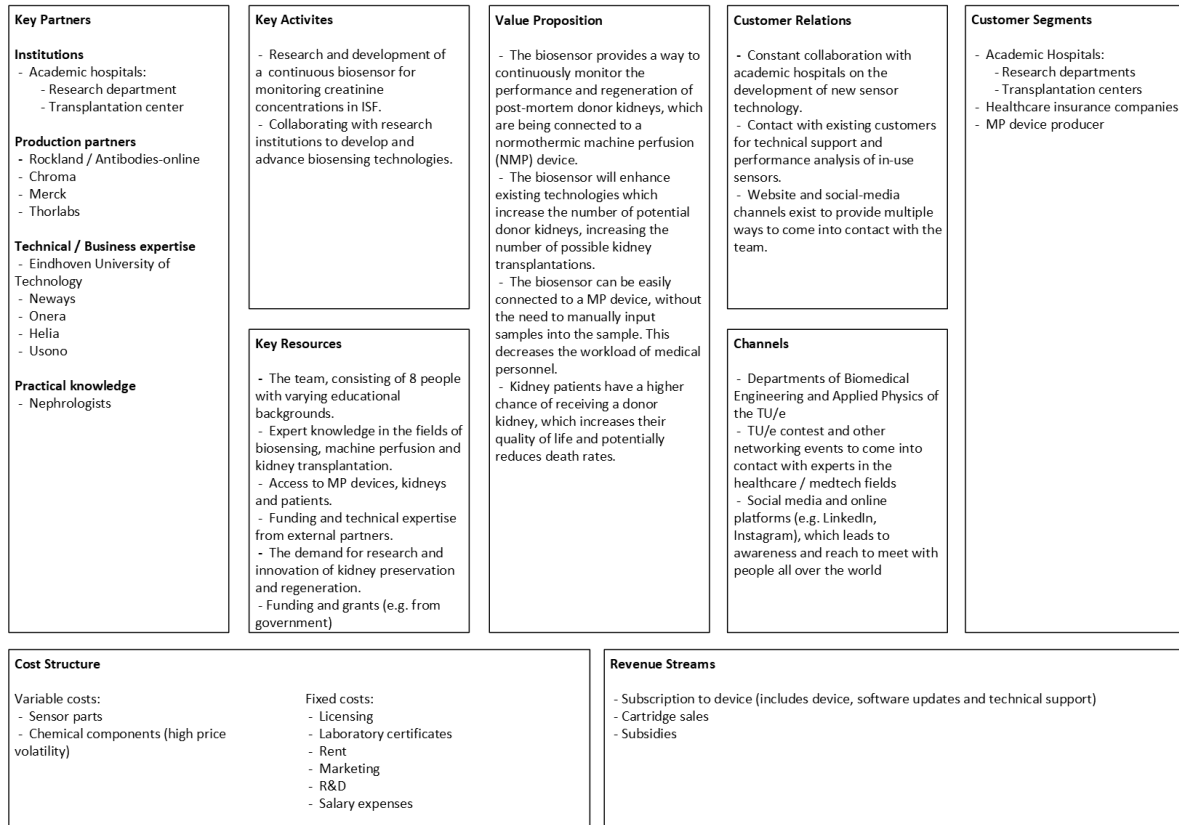 Key Partners
Institutions
- Academic hospitals:
- Research department
- Transplantation center
Production partners
- Rockland / Antibodies-online
- Chroma
- Merck
- Thorlabs
Technical / Business expertise
- Eindhoven University of
Technology
- Neways
- Onera
- Helia
- Usono
Practical knowledge
- Nephrologists
Key Activites
- Research and development of
a continuous biosensor for
monitoring creatinine
concentrations in ISF.
- Collaborating with research
institutions to develop and
advance biosensing technologies.
Key Resources
- The team, consisting of 8 people
with varying educational
backgrounds.
- Expert knowledge in the fields of
biosensing, machine perfusion and
kidney transplantation.
- Access to MP devices, kidneys
and patients.
- Funding and technical expertise
from external partners.
- The demand for research and
innovation of kidney preservation
and regeneration.
- Funding and grants (e.g. from
government)
Value Proposition
- The biosensor provides a way to
continuously monitor the
performance and regeneration of
post-mortem donor kidneys, which
are being connected to a
normothermic machine perfusion
(NMP) device.
- The biosensor will enhance
existing technologies which
increase the number of potential
donor kidneys, increasing the
number of possible kidney
transplantations.
- The biosensor can be easily
connected to a MP device, without
the need to manually input
samples into the sample. This
decreases the workload of medical
personnel.
- Kidney patients have a higher
chance of receiving a donor
kidney, which increases their
quality of life and potentially
reduces death rates.
Customer Relations
- Constant collaboration with
academic hospitals on the
development of new sensor
technology.
- Contact with existing customers
for technical support and
performance analysis of in-use
sensors.
- Website and social-media
channels exist to provide multiple
ways to come into contact with the
team.
Channels
- Departments of Biomedical
Engineering and Applied Physics of
the TU/e
- TU/e contest and other
networking events to come into
contact with experts in the
healthcare / medtech fields
- Social media and online
platforms (e.g. LinkedIn,
Instagram), which leads to
awareness and reach to meet with
people all over the world
Customer Segments
- Academic Hospitals:
- Research departments
- Transplantation centers
- Healthcare insurance companies
- MP device producer
Cost Structure
Variable costs:
- Sensor parts
- Chemical components (high price
volatility)
Fixed costs:
- Licensing
- Laboratory certificates
- Rent
- Marketing
- R&D
- Salary expenses
Revenue Streams
- Subscription to device (includes device, software updates and technical support)
- Cartridge sales
- Subsidies